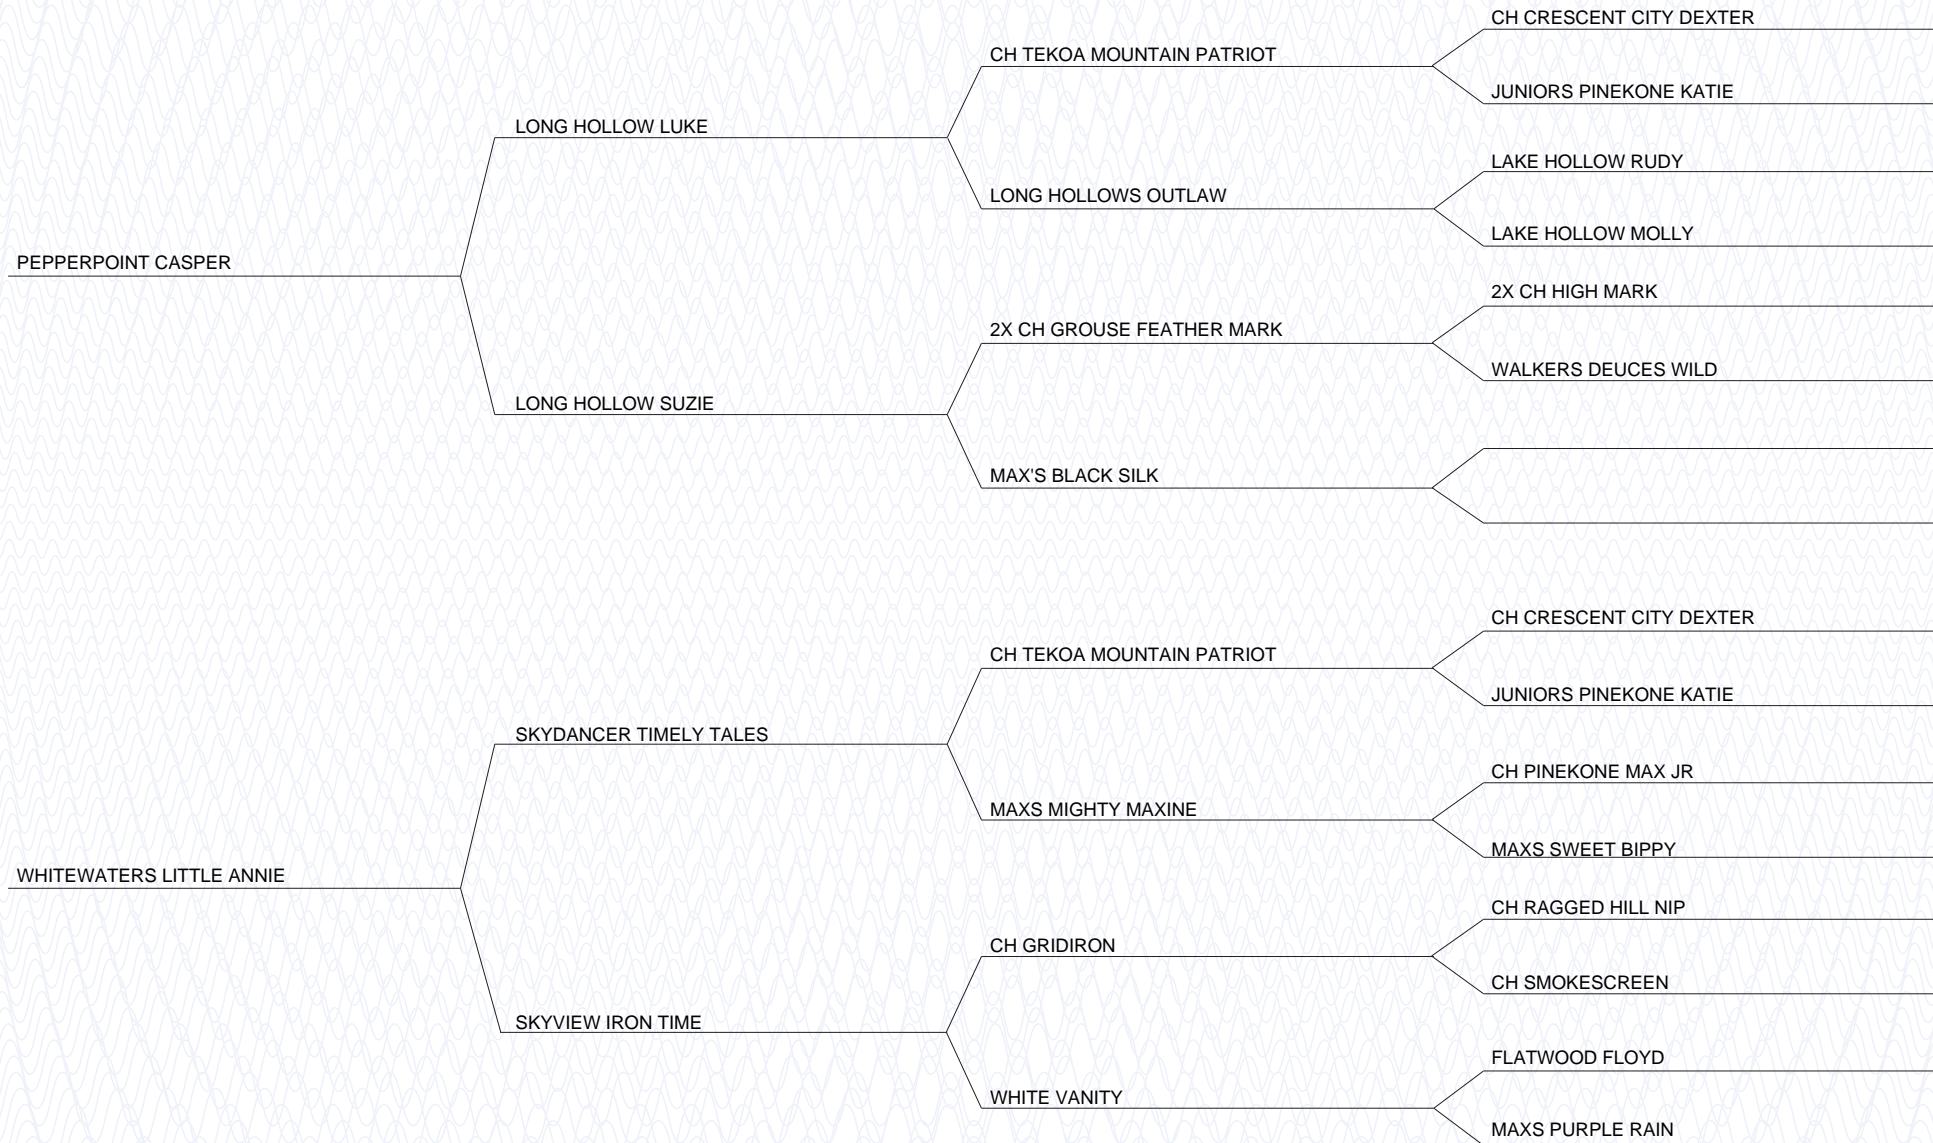 CH CRESCENT CITY DEXTER
CH TEKOA MOUNTAIN PATRIOT
JUNIORS PINEKONE KATIE
LONG HOLLOW LUKE
LAKE HOLLOW RUDY
LONG HOLLOWS OUTLAW
LAKE HOLLOW MOLLY
PEPPERPOINT CASPER
2X CH HIGH MARK
2X CH GROUSE FEATHER MARK
WALKERS DEUCES WILD
LONG HOLLOW SUZIE
MAX'S BLACK SILK
CH CRESCENT CITY DEXTER
CH TEKOA MOUNTAIN PATRIOT
JUNIORS PINEKONE KATIE
SKYDANCER TIMELY TALES
CH PINEKONE MAX JR
MAXS MIGHTY MAXINE
MAXS SWEET BIPPY
WHITEWATERS LITTLE ANNIE
CH RAGGED HILL NIP
CH GRIDIRON
CH SMOKESCREEN
SKYVIEW IRON TIME
FLATWOOD FLOYD
WHITE VANITY
MAXS PURPLE RAIN